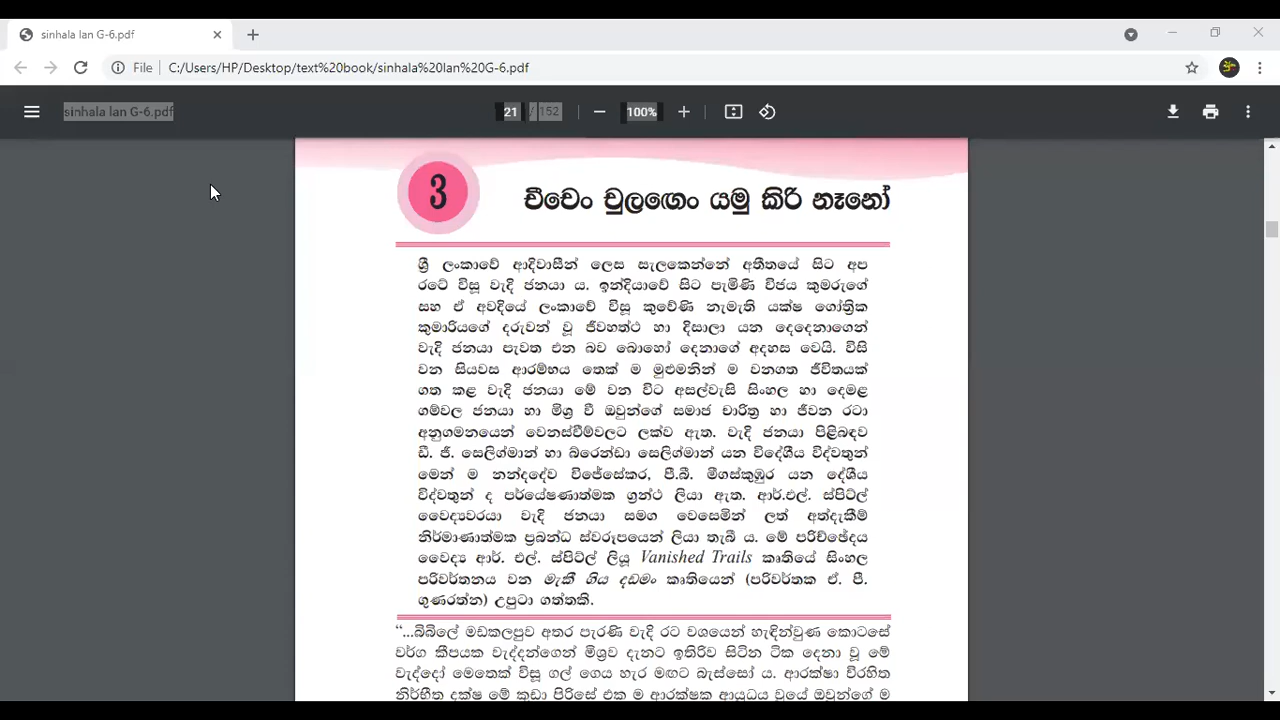 sinhala lan G-6.pdf
File C:/Users/HP/Desktop/text%20book/sinhala%20lan%20G-6.pdf
sinhala lan G-6.pdf 21 / 152 100%
3 චීචෙං චුලඟෙං යමු කිරි නෑනෝ
ශ්‍රී ලංකාවේ ආදිවාසීන් ලෙස සැලකෙන්නේ අතීතයේ සිට අප
රටේ විසූ වැදි ජනයා ය. ඉන්දියාවේ සිට පැමිණි විජය කුමරුගේ
සහ ඒ අවදියේ ලංකාවේ විසූ කුවේණි නැමැති යක්ෂ ගෝත්‍රික
කුමාරියගේ දරුවන් වූ ජීවහත්ථ හා දිසාලා යන දෙදෙනාගෙන්
වැදි ජනයා පැවත එන බව බොහෝ දෙනාගේ අදහස වෙයි. විසි
වන සියවස ආරම්භය තෙක් ම මුළුමනින් ම වනගත ජීවිතයක්
ගත කළ වැදි ජනයා මේ වන විට අසල්වැසි සිංහල හා දෙමළ
ගම්වල ජනයා හා මිශ්‍ර වී ඔවුන්ගේ සමාජ චාරිත්‍ර හා ජීවන රටා
අනුගමනයෙන් වෙනස්වීම්වලට ලක්ව ඇත. වැදි ජනයා පිළිබඳව
ඩී. ජී. සෙලිග්මාන් හා බ්රෙන්ඩා සෙලිග්මාන් යන විදේශීය විද්වතුන්
මෙන් ම නන්දදේව විජේසේකර, පී.බී. මීගස්කුඹුර යන දේශීය
විද්වතුන් ද පර්යේෂණාත්මක ග්‍රන්ථ ලියා ඇත. ආර්.එල්. ස්පිට්ල්
වෛද්‍යවරයා වැදි ජනයා සමග වෙසෙමින් ලත් අත්දැකීම්
නිර්මාණාත්මක ප්‍රබන්ධ ස්වරූපයෙන් ලියා තැබී ය. මේ පරිච්ඡේදය
වෛද්‍ය ආර්. එල්. ස්පිට්ල් ලියූ Vanished Trails කෘතියේ සිංහල
පරිවර්තනය වන මැකී ගිය දඩමං කෘතියෙන් (පරිවර්තක ඒ. පී.
ගුණරත්න) උපුටා ගත්තකි.
“...බිබිලේ මඩකලපුව අතර පැරණි වැදි රට වශයෙන් හැඳින්වුණ කොටසේ
වර්ග කීපයක වැද්දන්ගෙන් මිශ්‍රව දැනට ඉතිරිව සිටින ටික දෙනා වූ මේ
වැද්දෝ මෙතෙක් විසූ ගල් ගෙය හැර මඟට බැස්සෝ ය. ආරක්ෂා විරහිත
නිර්භීත දක්ෂ මේ කුඩා පිරිසේ එක ම ආරක්ෂක ආයුධය වූයේ ඔවුන්ගේ ම